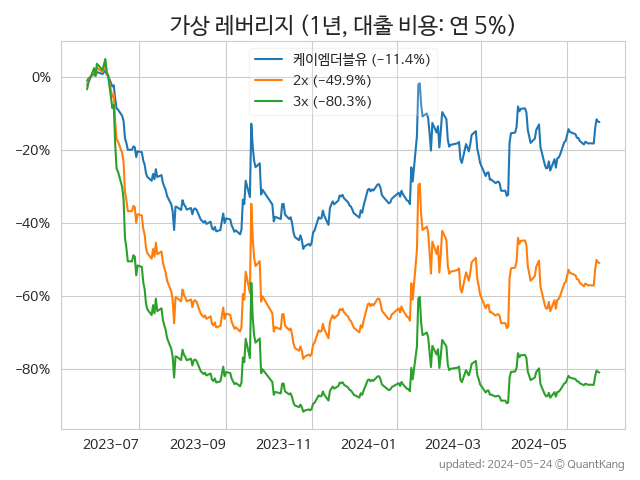 가상 레버리지 (1년, 대출 비용: 연 5%)
케이엠더블유 (−11.4%)
2x (−49.9%)
3x (−80.3%)
0%
−20%
−40%
−60%
−80%
2023−07
2023−09
2023−11
2024−01
2024−03
2024−05
updated: 2024-05-24 © QuantKang